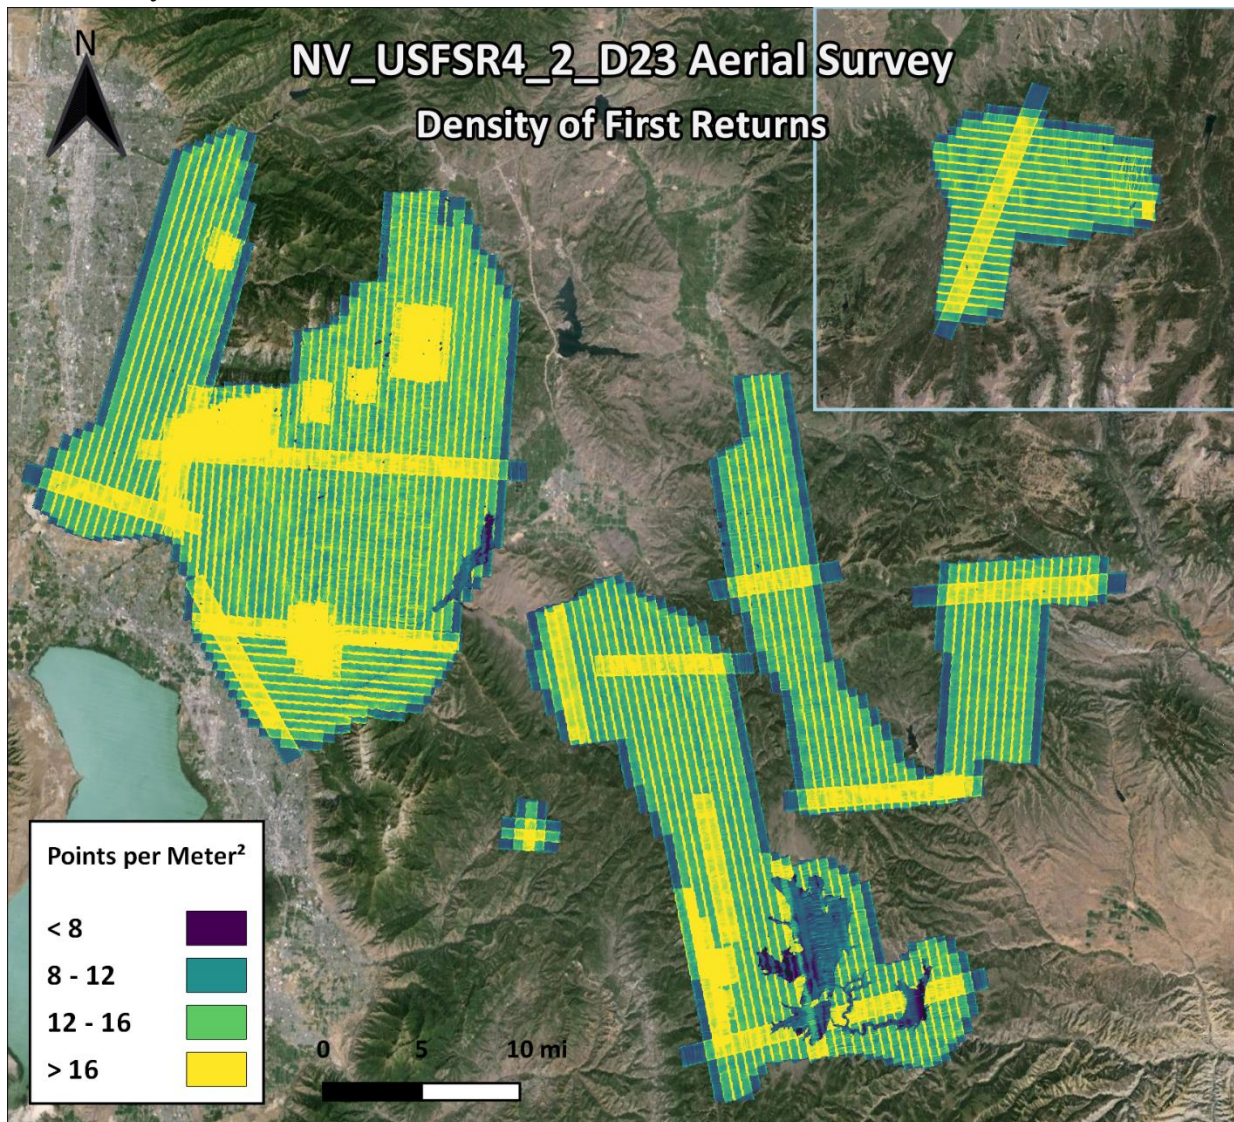 N
NV_USFSR4_2_D23 Aerial Survey
Density of First Returns
Points per Meter²
< 8
8 - 12
12 - 16
> 16
0 5 10 mi